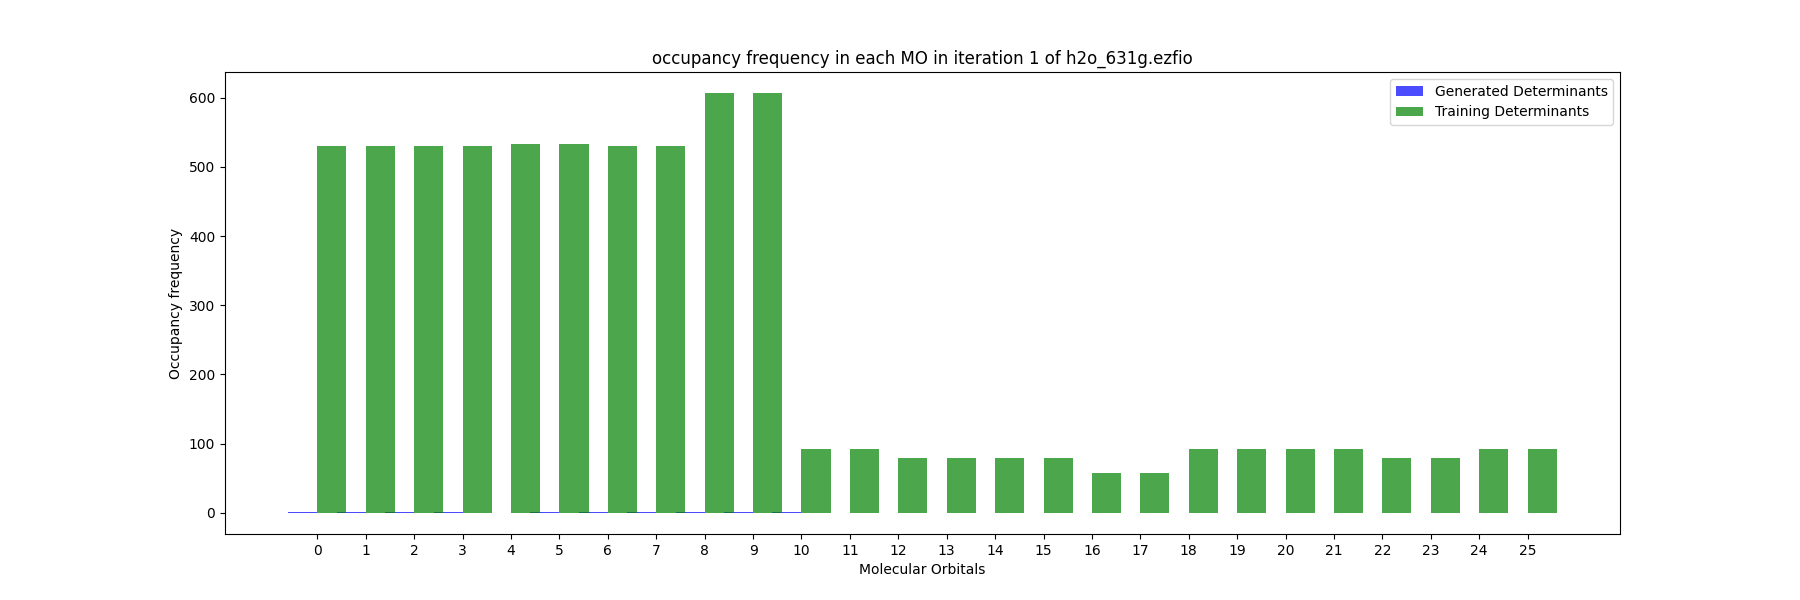 occupancy frequency in each MO in iteration 1 of h2o_631g.ezfio
Generated Determinants
Training Determinants
600
500
400
300
200
100
0
Occupancy frequency
0 1 2 3 4 5 6 7 8 9 10 11 12 13 14 15 16 17 18 19 20 21 22 23 24 25
Molecular Orbitals